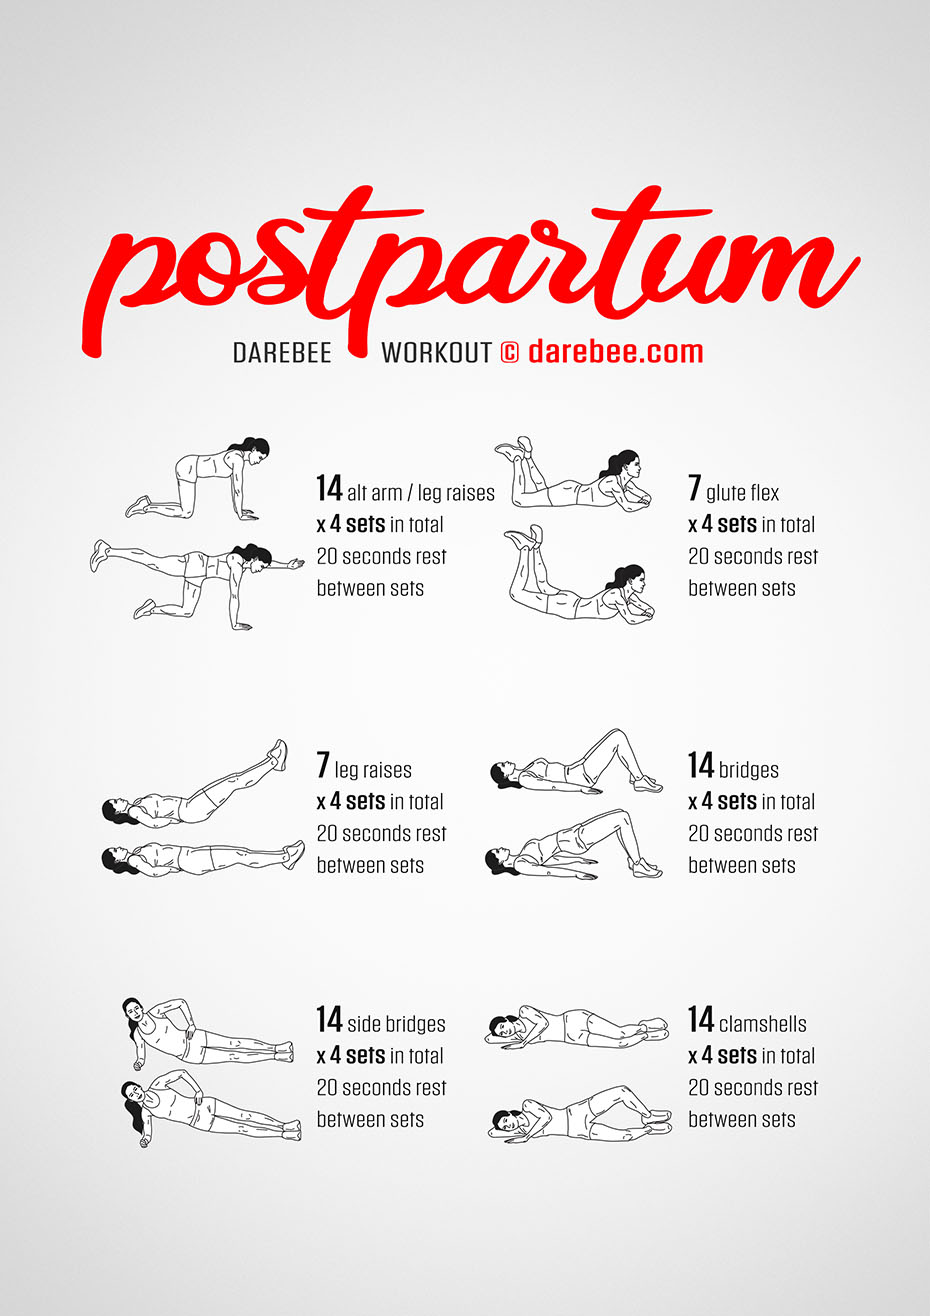 postpartum
DAREBEE WORKOUT © darebee.com
14 alt arm / leg raises
x 4 sets in total
20 seconds rest
between sets
7 glute flex
x 4 sets in total
20 seconds rest
between sets
7 leg raises
x 4 sets in total
20 seconds rest
between sets
14 bridges
x 4 sets in total
20 seconds rest
between sets
14 side bridges
x 4 sets in total
20 seconds rest
between sets
14 clamshells
x 4 sets in total
20 seconds rest
between sets